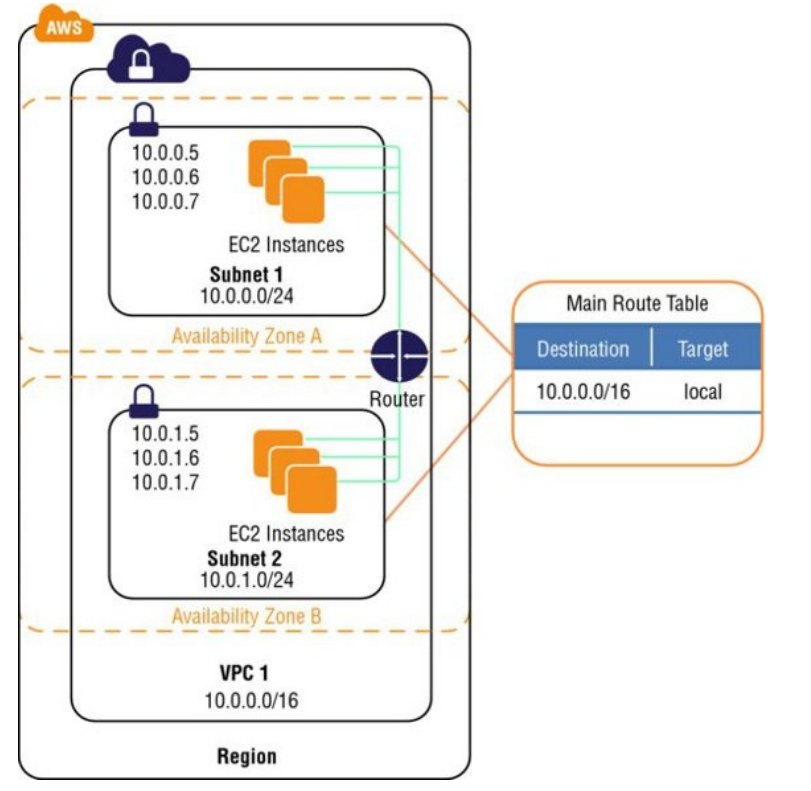 AWS
10.0.0.5
10.0.0.6
10.0.0.7
EC2 Instances
Subnet 1
10.0.0.0/24
Availability Zone A
Router
10.0.1.5
10.0.1.6
10.0.1.7
EC2 Instances
Subnet 2
10.0.1.0/24
Availability Zone B
VPC 1
10.0.0.0/16
Region
Main Route Table
Destination Target
10.0.0.0/16 local